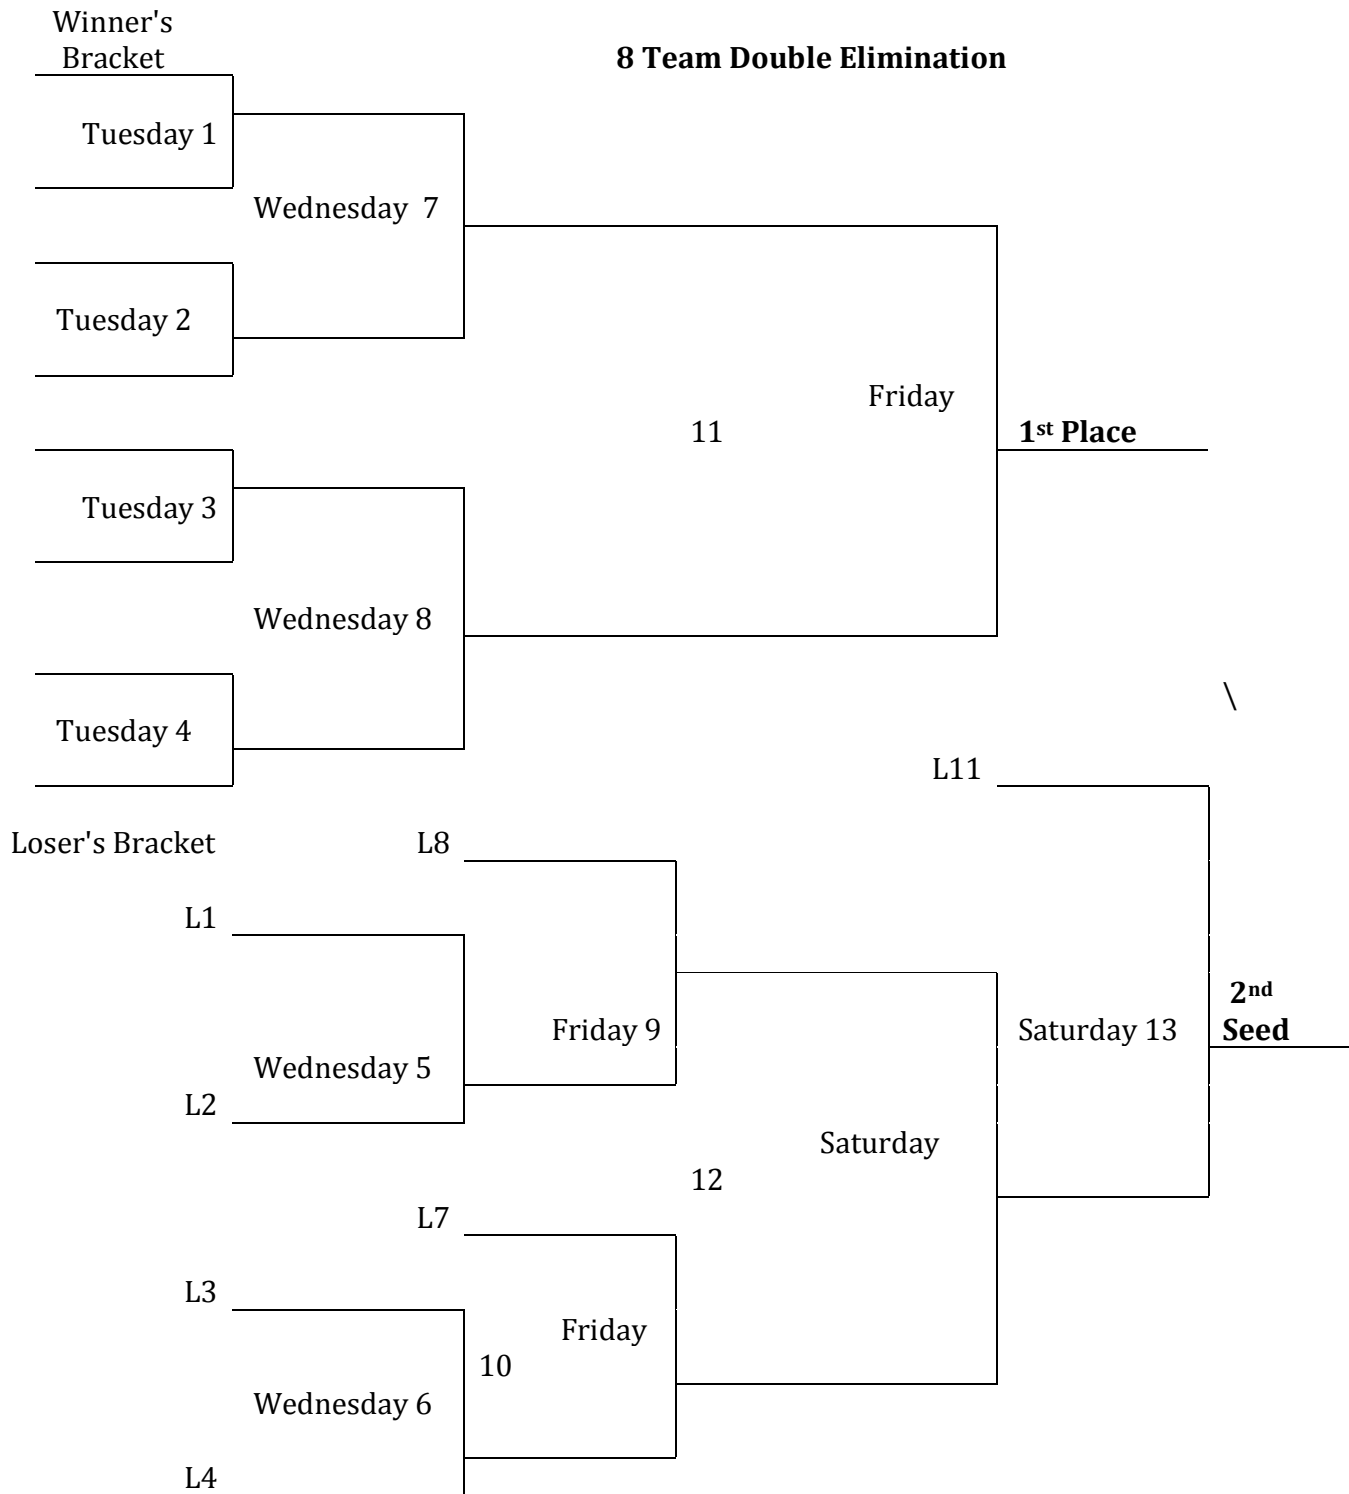 Winner's
Bracket
8 Team Double Elimination
Tuesday 1
Wednesday 7
Tuesday 2
Friday
11
1st Place
Tuesday 3
Wednesday 8
\
Tuesday 4
L11
Loser's Bracket
L8
L1
2nd
Friday 9
Saturday 13
Seed
Wednesday 5
L2
Saturday
12
L7
L3
Friday
10
Wednesday 6
L4